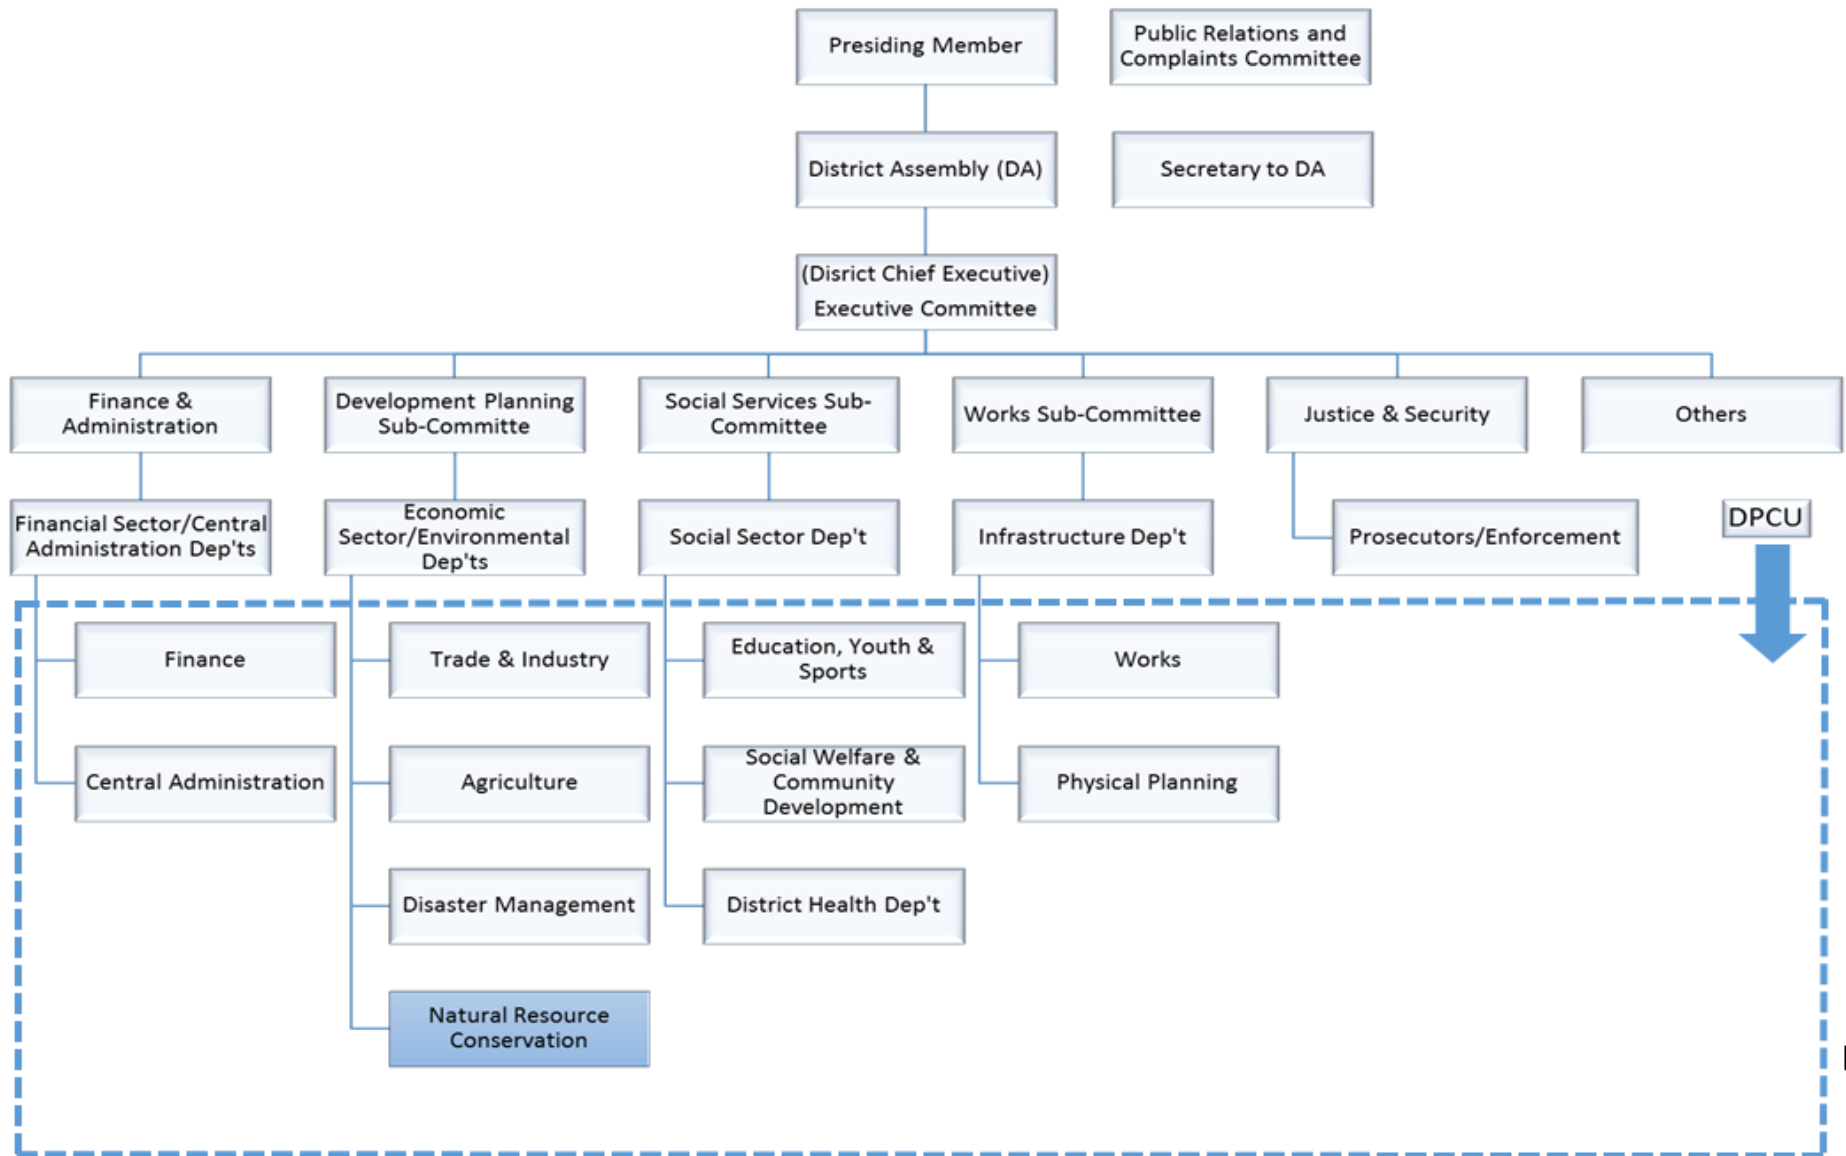 Presiding Member
Public Relations and
Complaints Committee
District Assembly (DA)
Secretary to DA
(Disrict Chief Executive)
Executive Committee
Finance &
Administration
Development Planning
Sub-Committe
Social Services Sub-
Committee
Works Sub-Committee
Justice & Security
Others
Financial Sector/Central
Administration Dep'ts
Economic
Sector/Environmental
Dep'ts
Social Sector Dep't
Infrastructure Dep't
Prosecutors/Enforcement
DPCU
Finance
Trade & Industry
Education, Youth &
Sports
Works
Central Administration
Agriculture
Social Welfare &
Community
Development
Physical Planning
Disaster Management
District Health Dep't
Natural Resource
Conservation